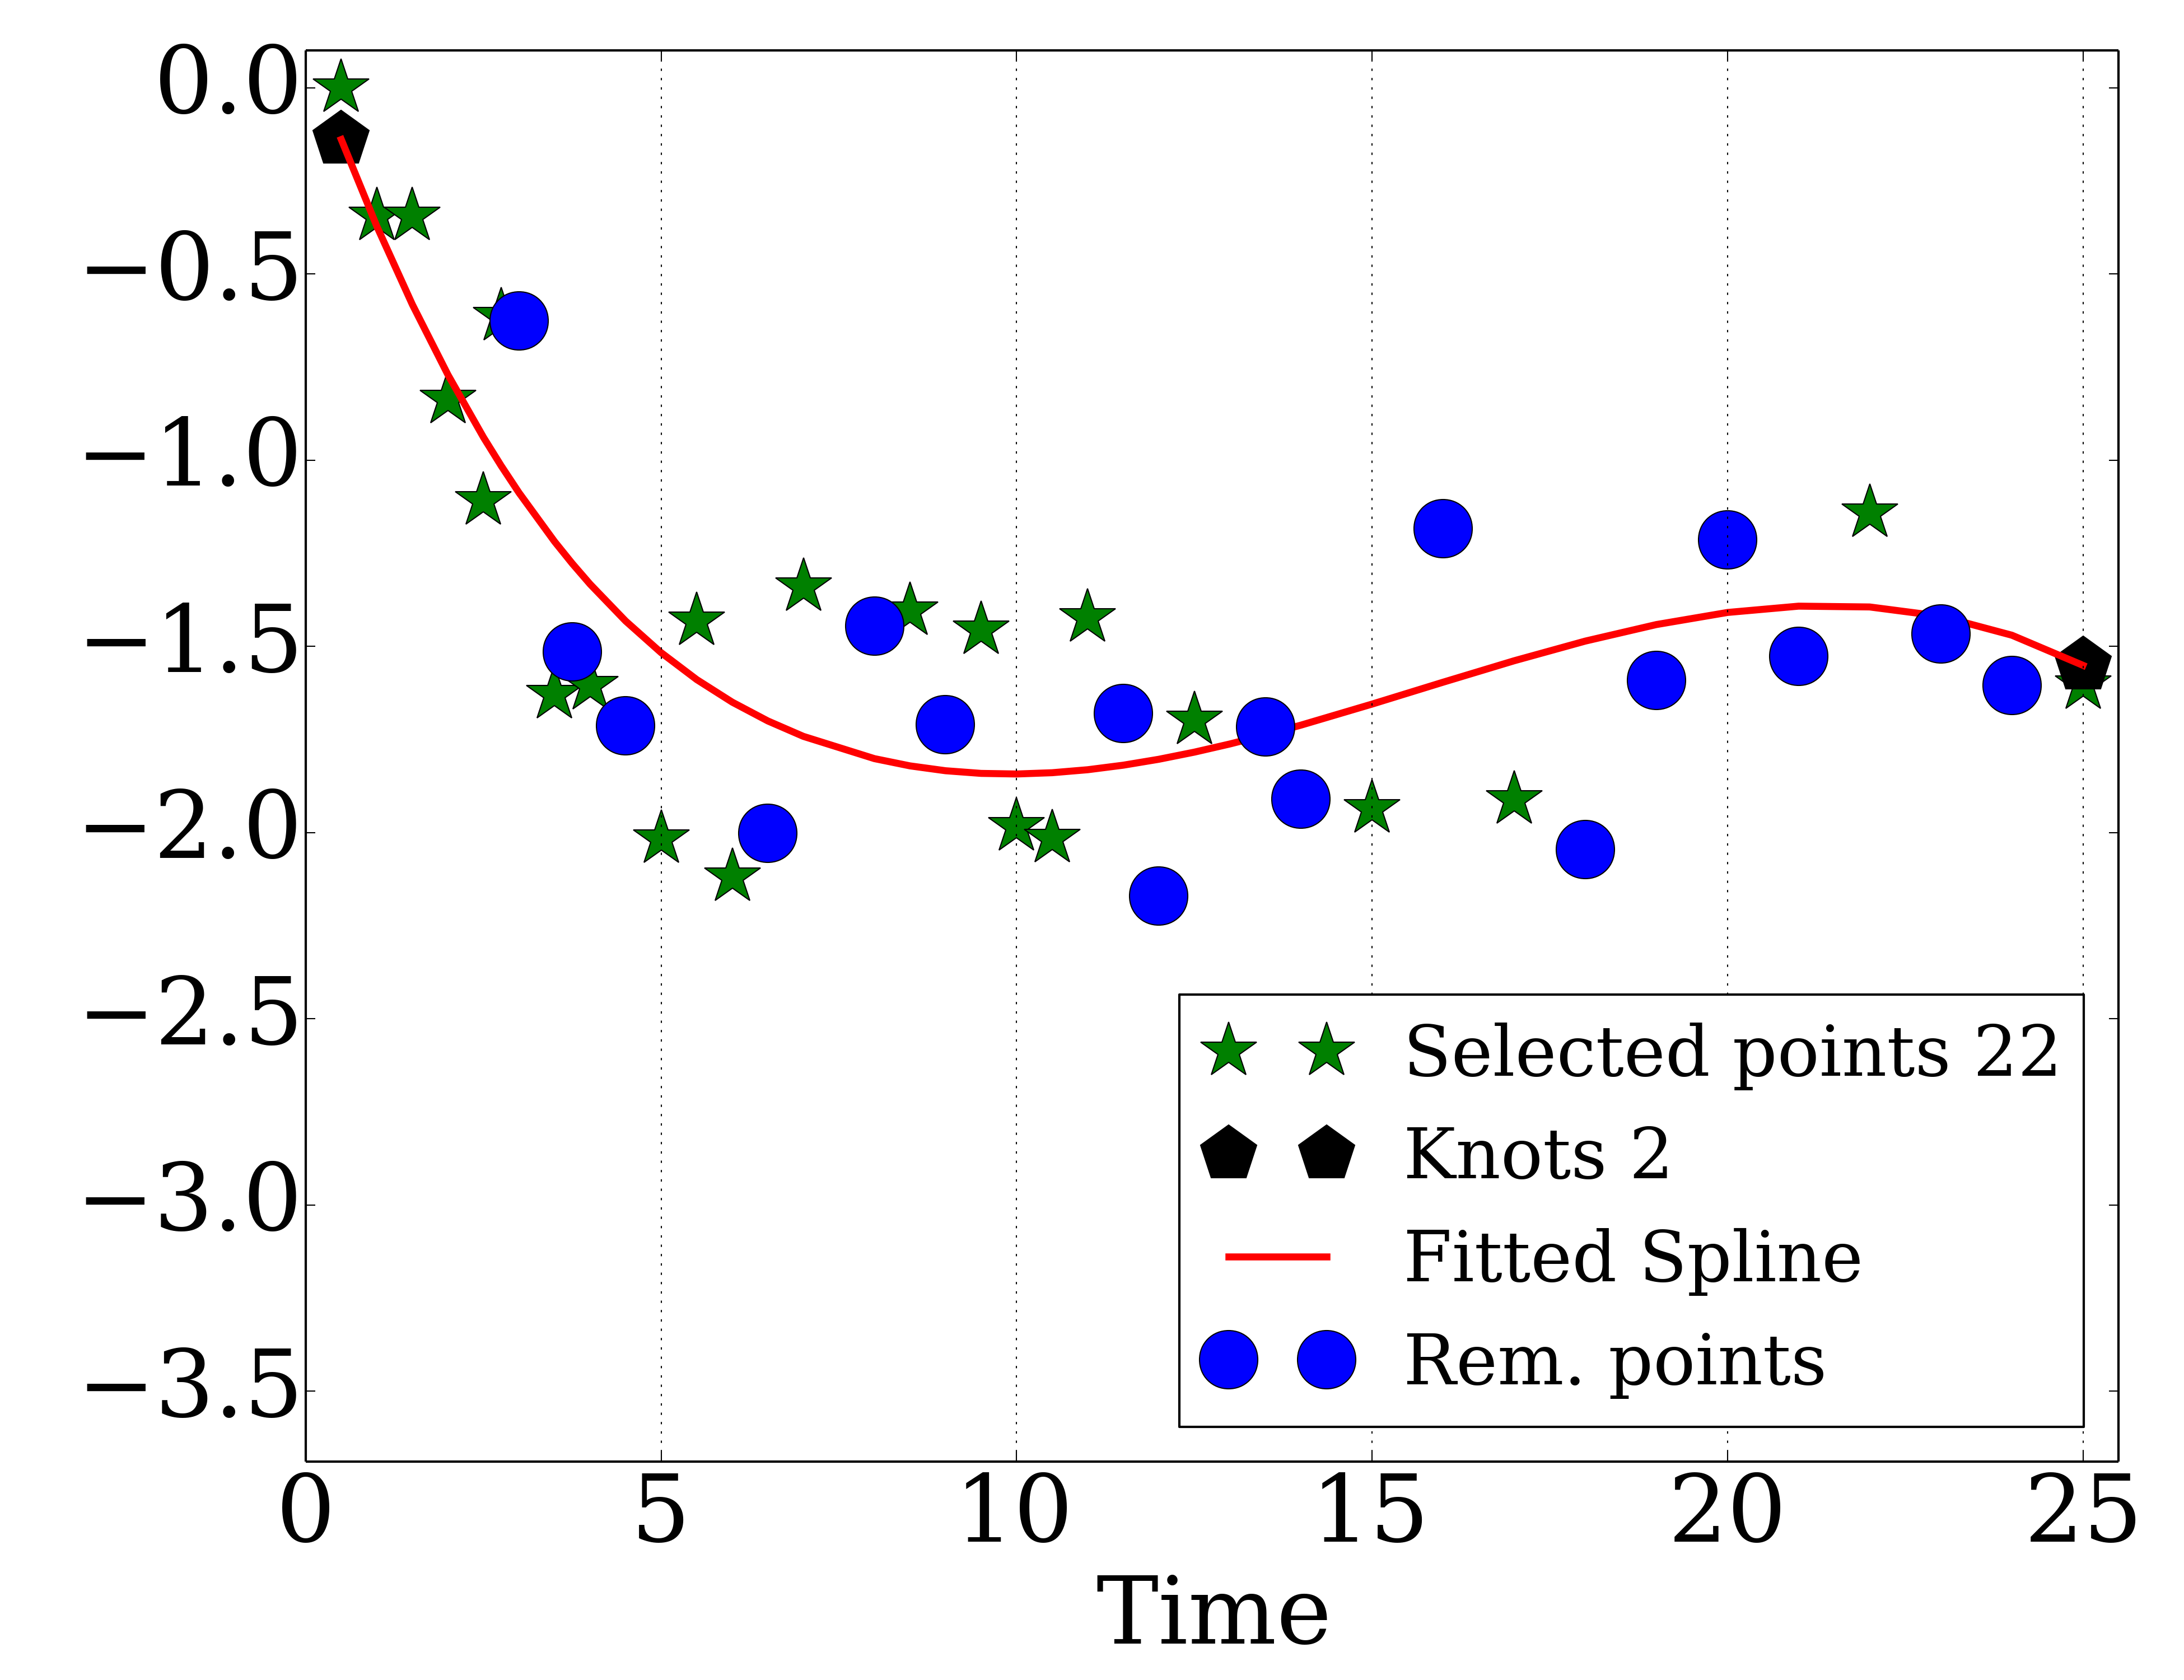 0.0
−0.5
−1.0
−1.5
−2.0
−2.5
−3.0
−3.5
0 5 10 15 20 25
Time
Selected points 22
Knots 2
Fitted Spline
Rem. points